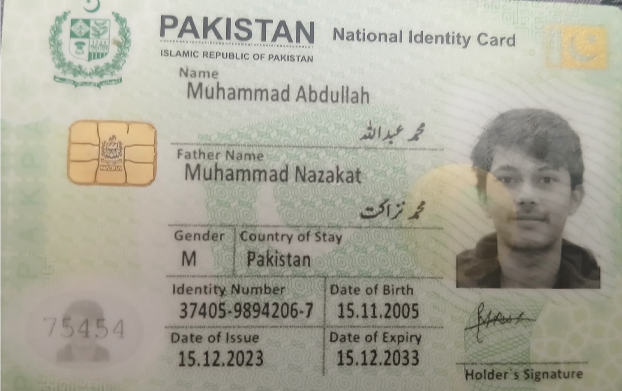 PAKISTAN National Identity Card
ISLAMIC REPUBLIC OF PAKISTAN
Name
Muhammad Abdullah
محمد عبداللہ
Father Name
Muhammad Nazakat
محمد نزاکت
Gender Country of Stay
M Pakistan
Identity Number Date of Birth
37405-9894206-7 15.11.2005
Date of Issue Date of Expiry
15.12.2023 15.12.2033
75454
Holder's Signature